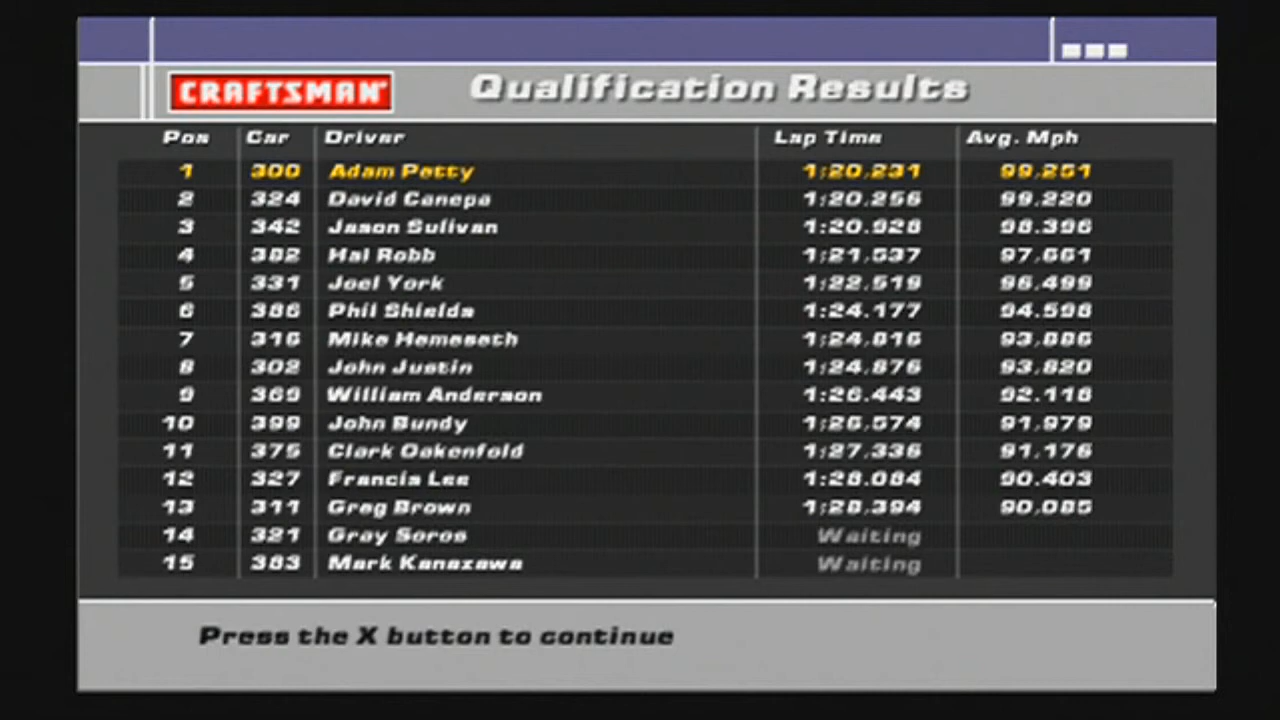 CRAFTSMAN Qualification Results
Pos Car Driver Lap Time Avg. Mph
1 300 Adam Petty 1:20.231 99.251
2 324 David Canepa 1:20.256 99.220
3 342 Jason Sulivan 1:20.928 98.396
4 382 Hal Robb 1:21.537 97.661
5 331 Joel York 1:22.519 96.499
6 386 Phil Shields 1:24.177 94.598
7 316 Mike Hemeseth 1:24.816 93.886
8 302 John Justin 1:24.876 93.820
9 369 William Anderson 1:26.443 92.118
10 399 John Bundy 1:26.574 91.979
11 375 Clark Oakenfold 1:27.336 91.176
12 327 Francis Lee 1:28.084 90.403
13 311 Greg Brown 1:28.394 90.085
14 321 Gray Soros Waiting
15 383 Mark Kanazawa Waiting
Press the X button to continue